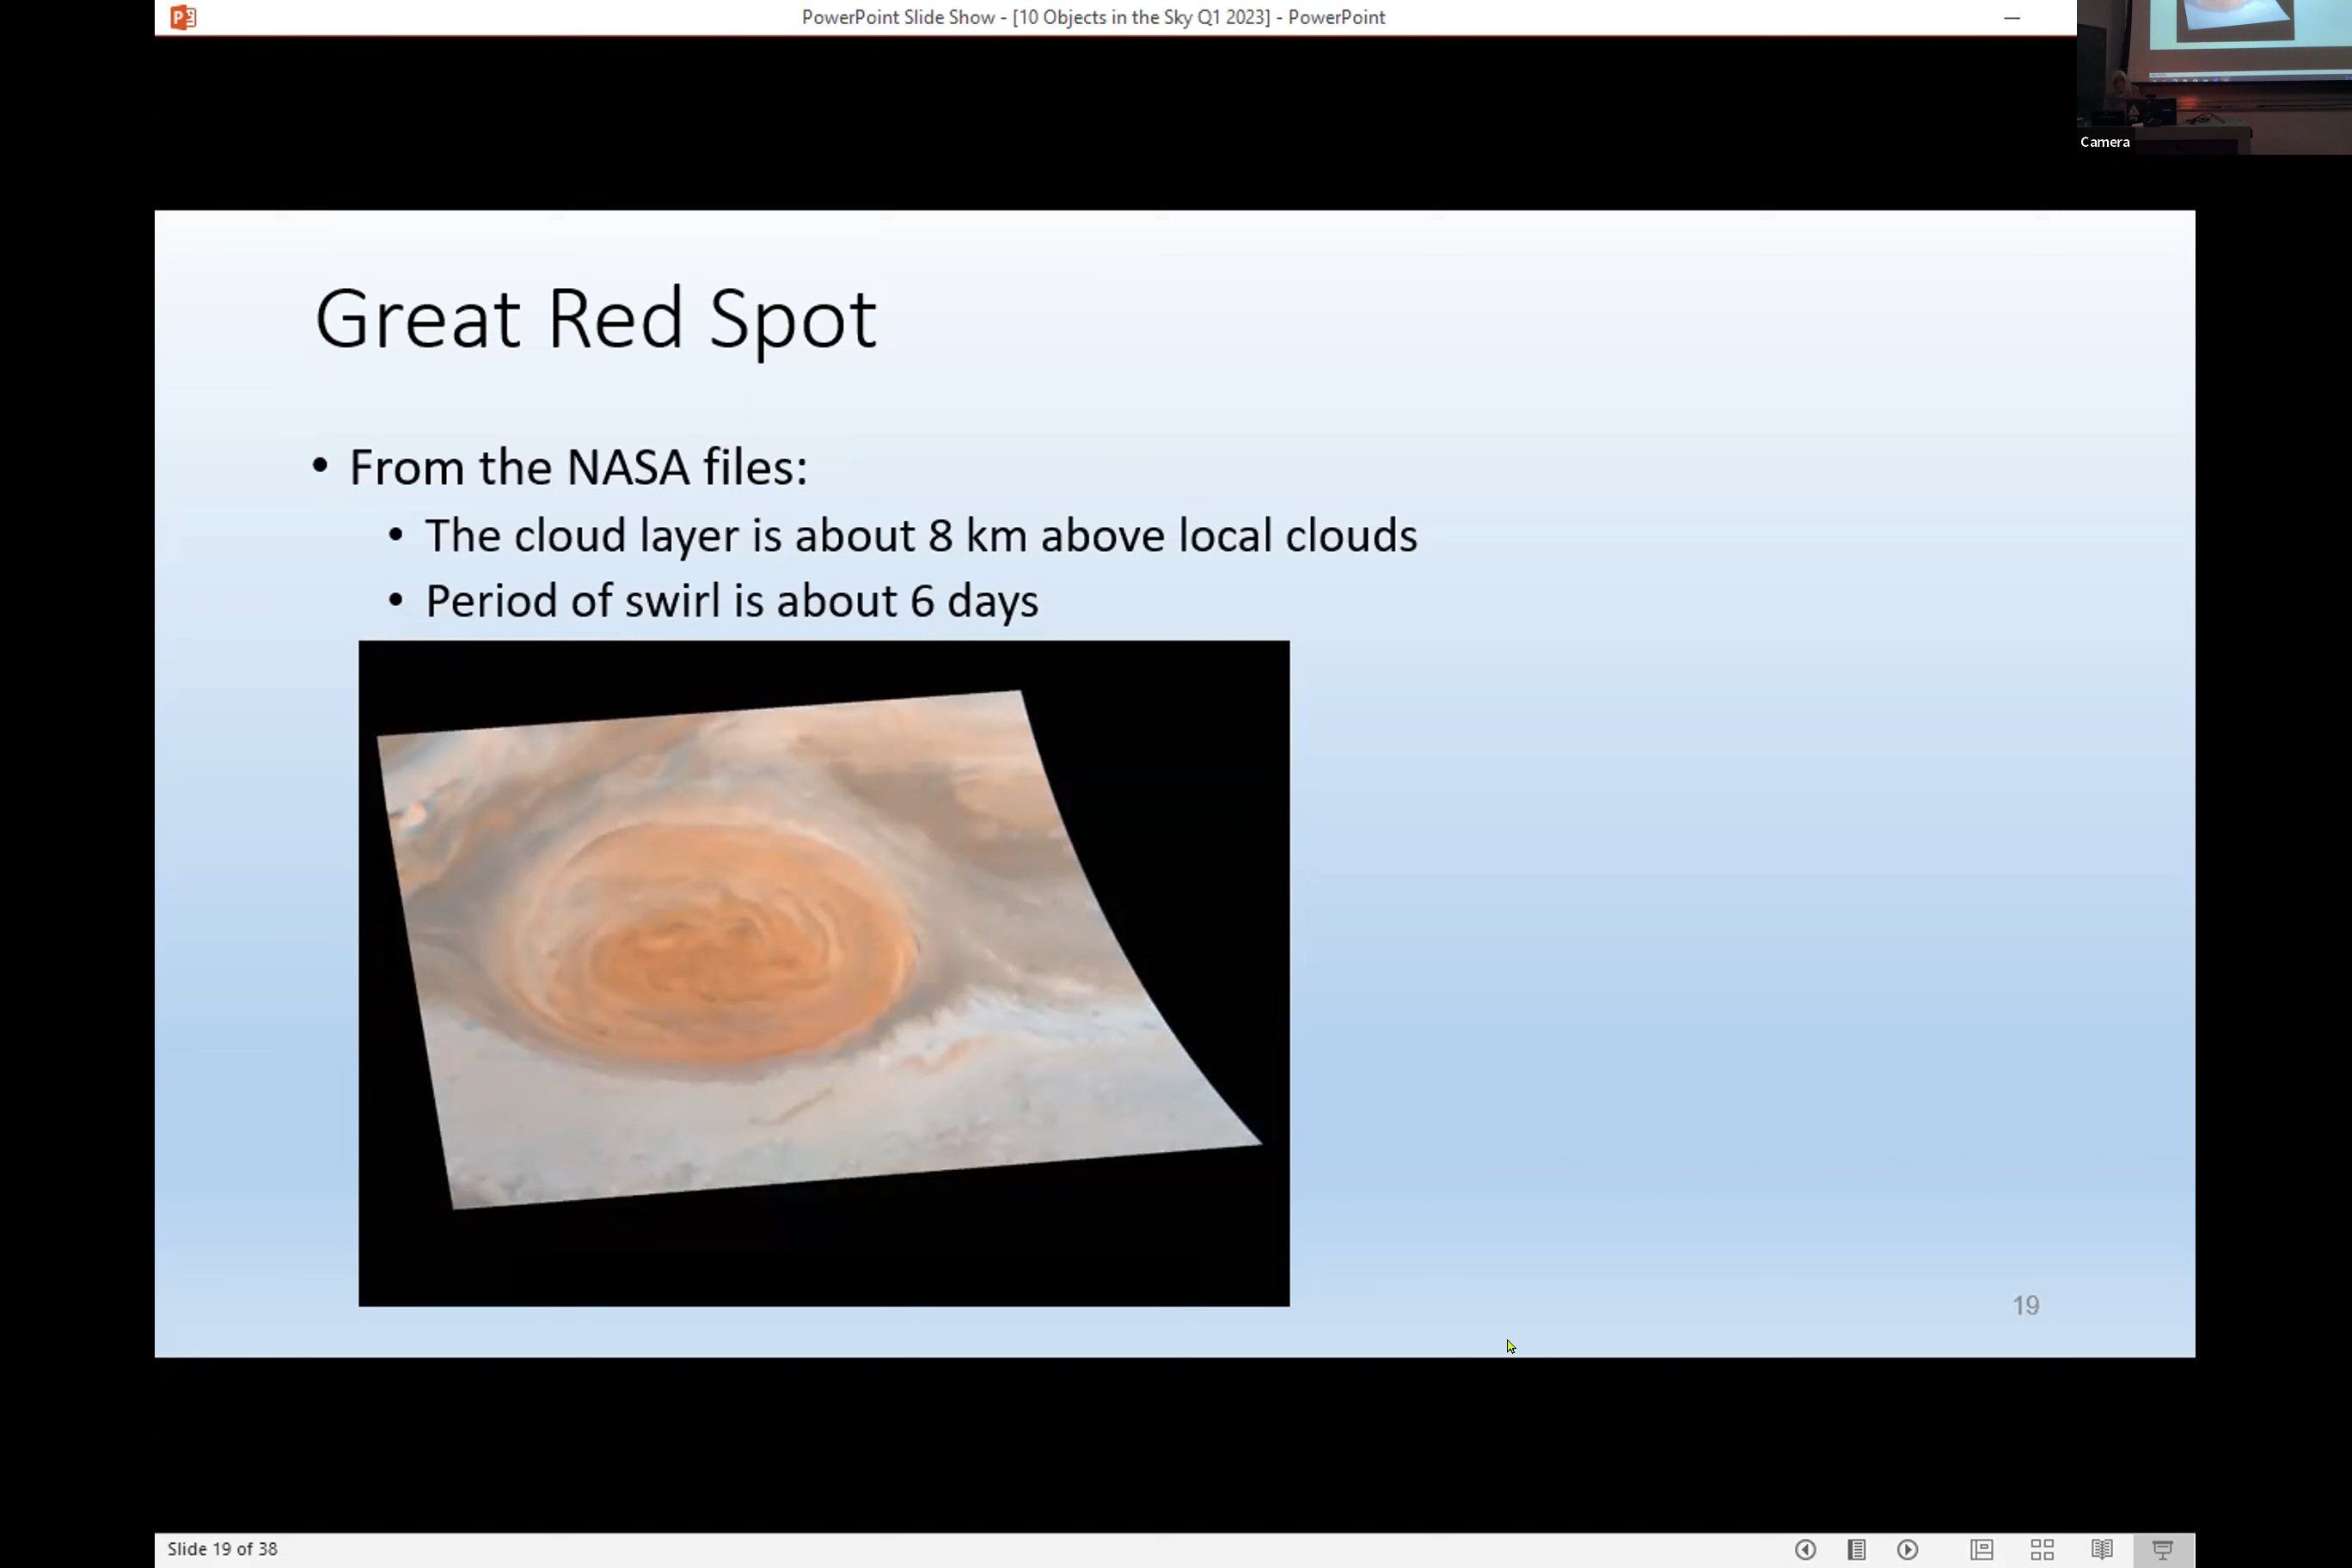 PowerPoint Slide Show - [10 Objects in the Sky Q1 2023] - PowerPoint
Camera
Great Red Spot
• From the NASA files:
• The cloud layer is about 8 km above local clouds
• Period of swirl is about 6 days
19
Slide 19 of 38